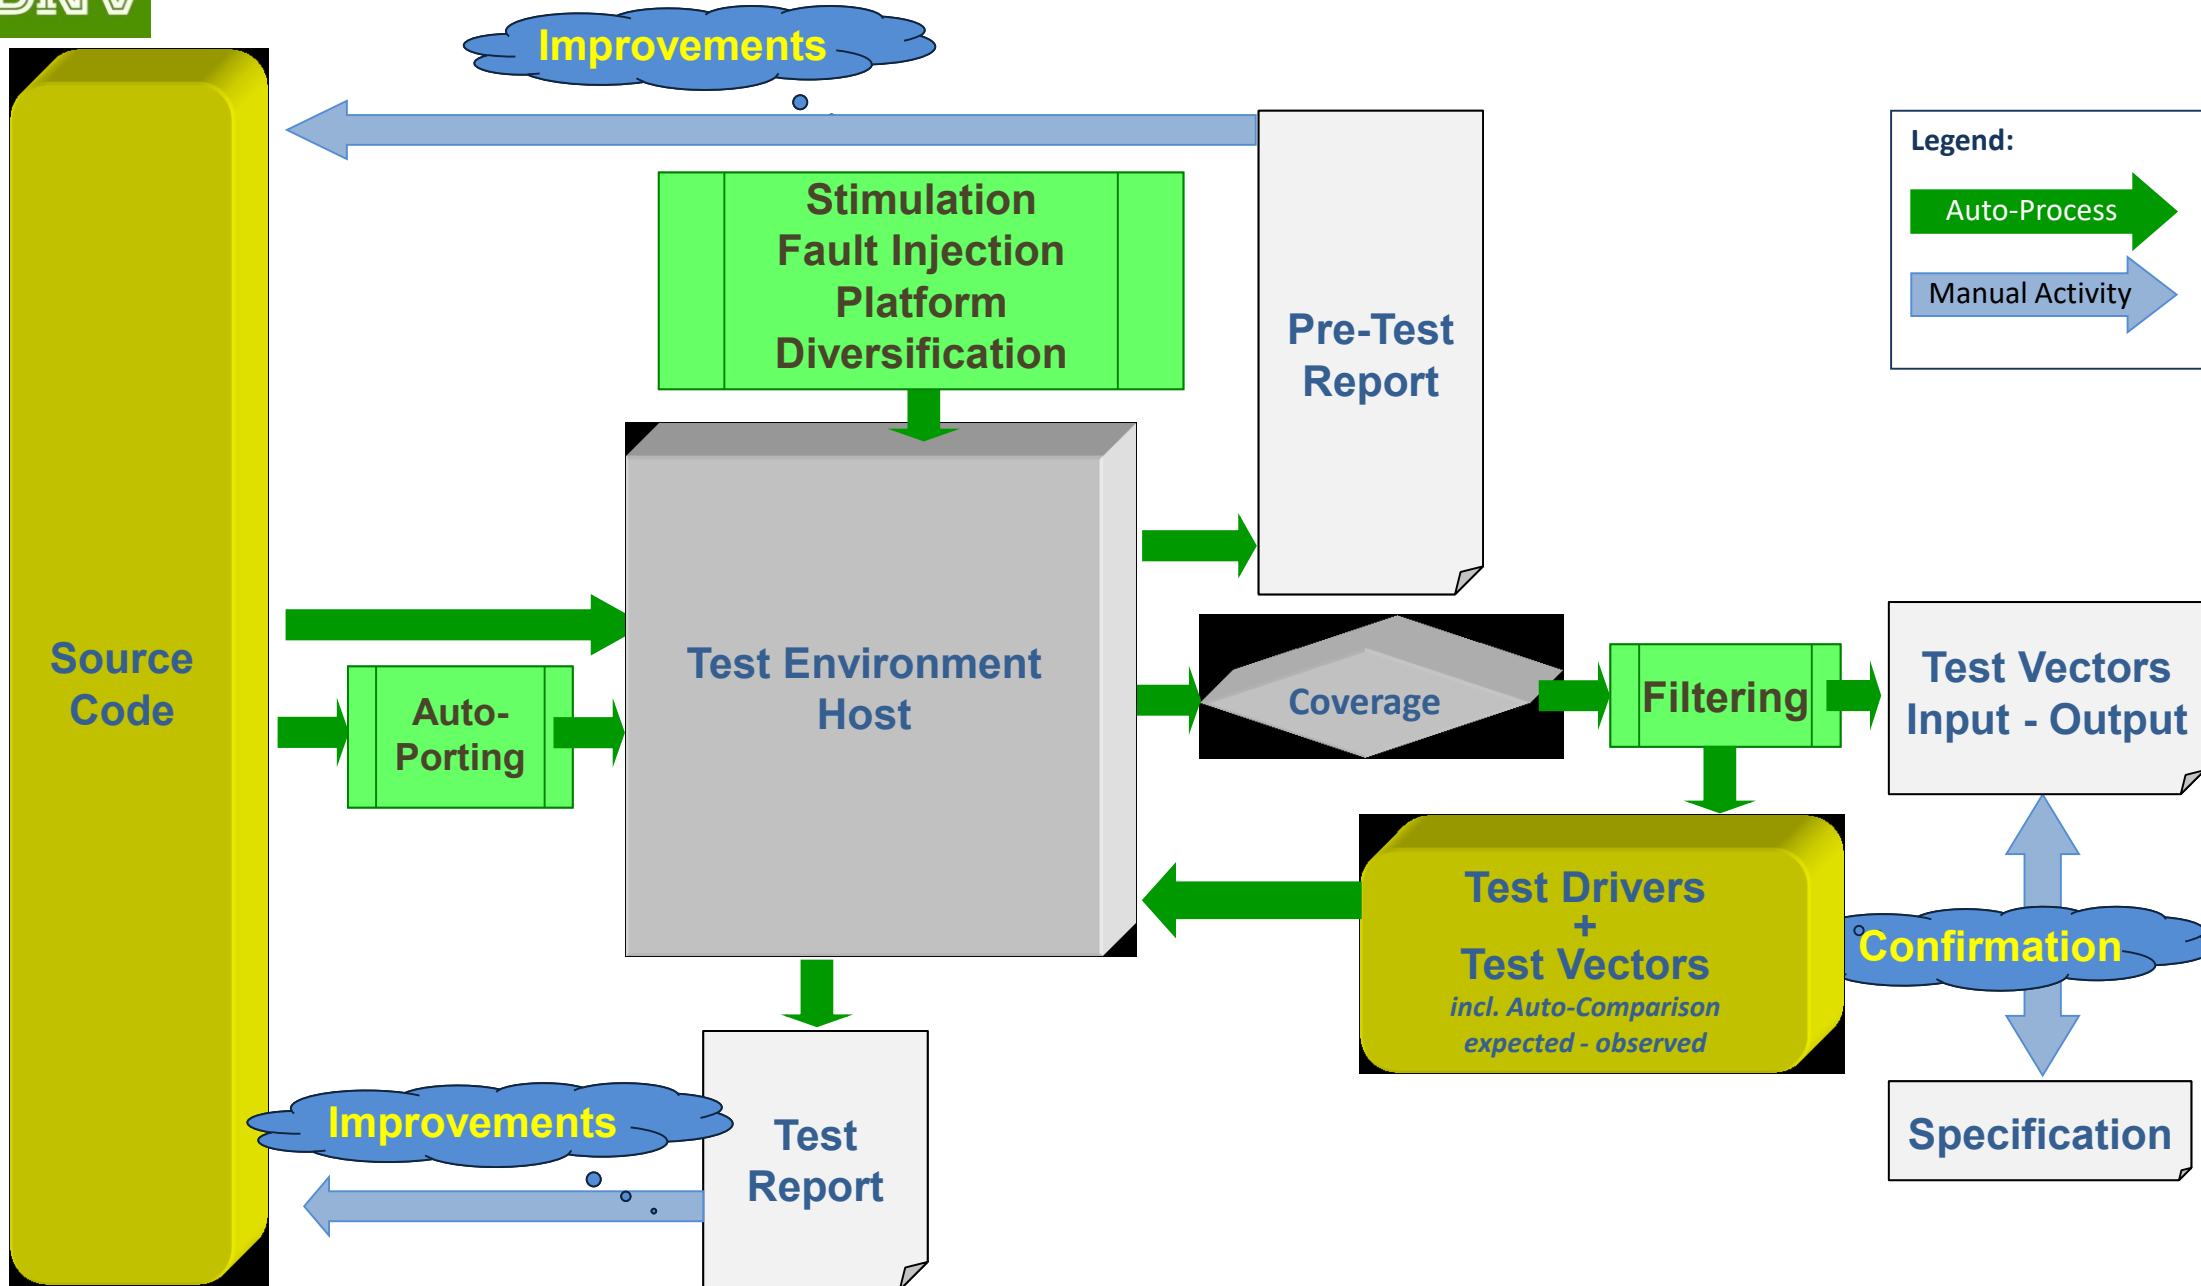 DNV
Improvements
Legend:
Auto-Process
Manual Activity
Stimulation
Fault Injection
Platform
Diversification
Pre-Test
Report
Source
Code
Auto-
Porting
Test Environment
Host
Coverage
Filtering
Test Vectors
Input - Output
Test Drivers
+
Test Vectors
incl. Auto-Comparison
expected - observed
Confirmation
Improvements
Test
Report
Specification